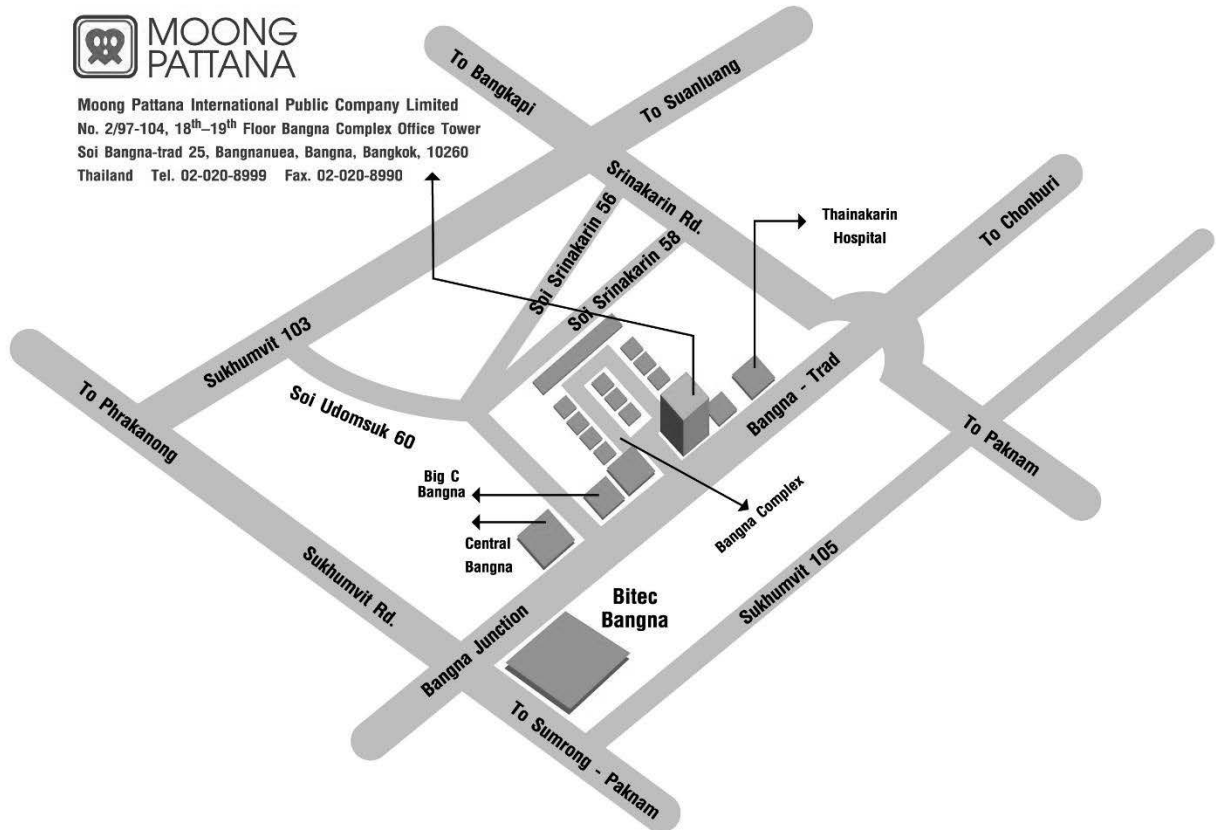 MOONG
PATTANA
Moong Pattana International Public Company Limited
No. 2/97-104, 18th–19th Floor Bangna Complex Office Tower
Soi Bangna-trad 25, Bangnanuea, Bangna, Bangkok, 10260
Thailand Tel. 02-020-8999 Fax. 02-020-8990
To Bangkapi
To Suanluang
Srinakarin Rd.
Soi Srinakarin 56
Soi Srinakarin 58
Thainakarin
Hospital
To Chonburi
Sukhumvit 103
To Phrakanong
Soi Udomsuk 60
Bangna - Trad
To Paknam
Big C
Bangna
Central
Bangna
Bangna Complex
Sukhumvit 105
Sukhumvit Rd.
Bitec
Bangna
Bangna Junction
To Sumrong - Paknam